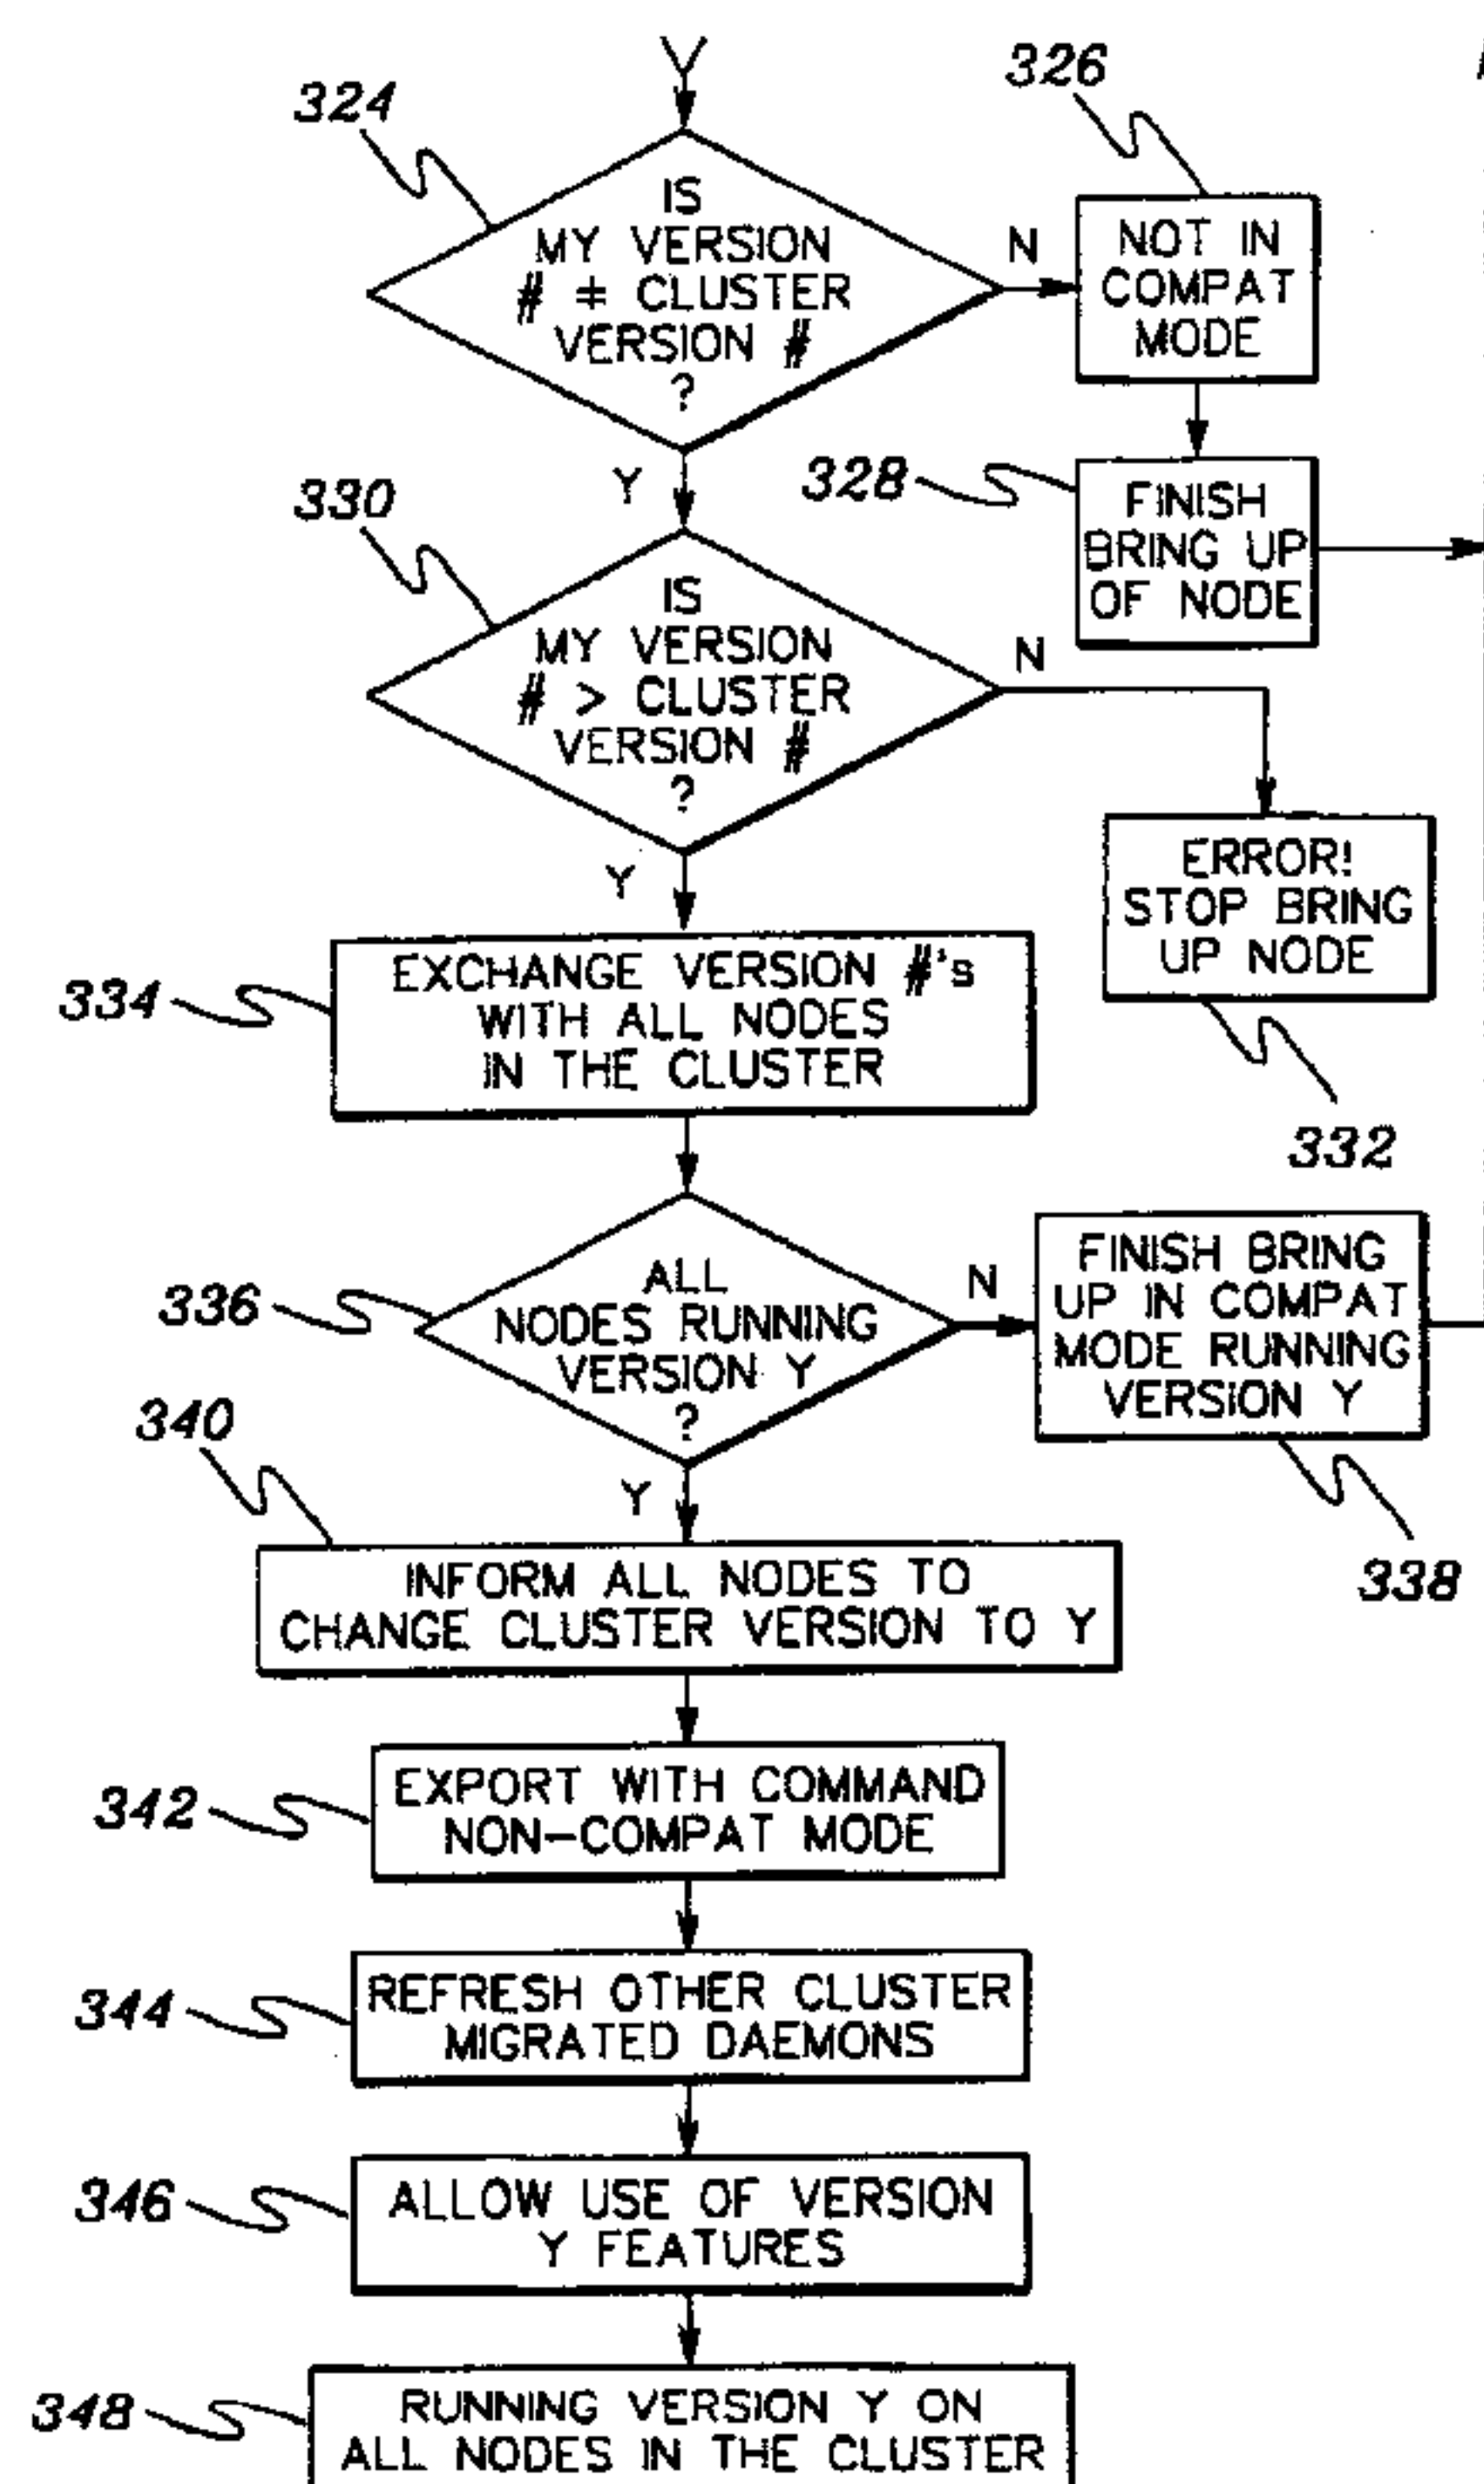 324
IS
MY VERSION
# ≠ CLUSTER
VERSION #
?
N
326
NOT IN
COMPAT
MODE
Y
328
FINISH
BRING UP
OF NODE
330
IS
MY VERSION
# > CLUSTER
VERSION #
?
N
ERROR!
STOP BRING
UP NODE
332
Y
334
EXCHANGE VERSION #'s
WITH ALL NODES
IN THE CLUSTER
336
ALL
NODES RUNNING
VERSION Y
?
N
FINISH BRING
UP IN COMPAT
MODE RUNNING
VERSION Y
338
Y
340
INFORM ALL NODES TO
CHANGE CLUSTER VERSION TO Y
342
EXPORT WITH COMMAND
NON-COMPAT MODE
344
REFRESH OTHER CLUSTER
MIGRATED DAEMONS
346
ALLOW USE OF VERSION
Y FEATURES
348
RUNNING VERSION Y ON
ALL NODES IN THE CLUSTER